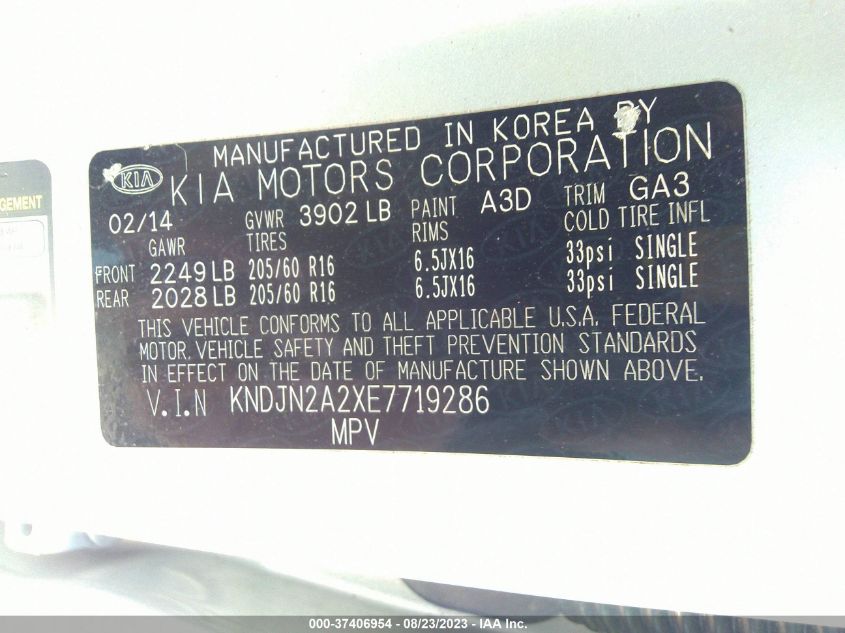 MANUFACTURED IN KOREA BY
KIA KIA MOTORS CORPORATION
02/14 GVWR 3902 LB PAINT A3D TRIM GA3
GAWR TIRES RIMS COLD TIRE INFL
FRONT 2249 LB 205/60 R16 6.5JX16 33psi SINGLE
REAR 2028 LB 205/60 R16 6.5JX16 33psi SINGLE
THIS VEHICLE CONFORMS TO ALL APPLICABLE U.S.A. FEDERAL
MOTOR VEHICLE SAFETY AND THEFT PREVENTION STANDARDS
IN EFFECT ON THE DATE OF MANUFACTURE SHOWN ABOVE.
V.I.N KNDJN2A2XE7719286
MPV
GEMENT
000-37406954 - 08/23/2023 - IAA Inc.